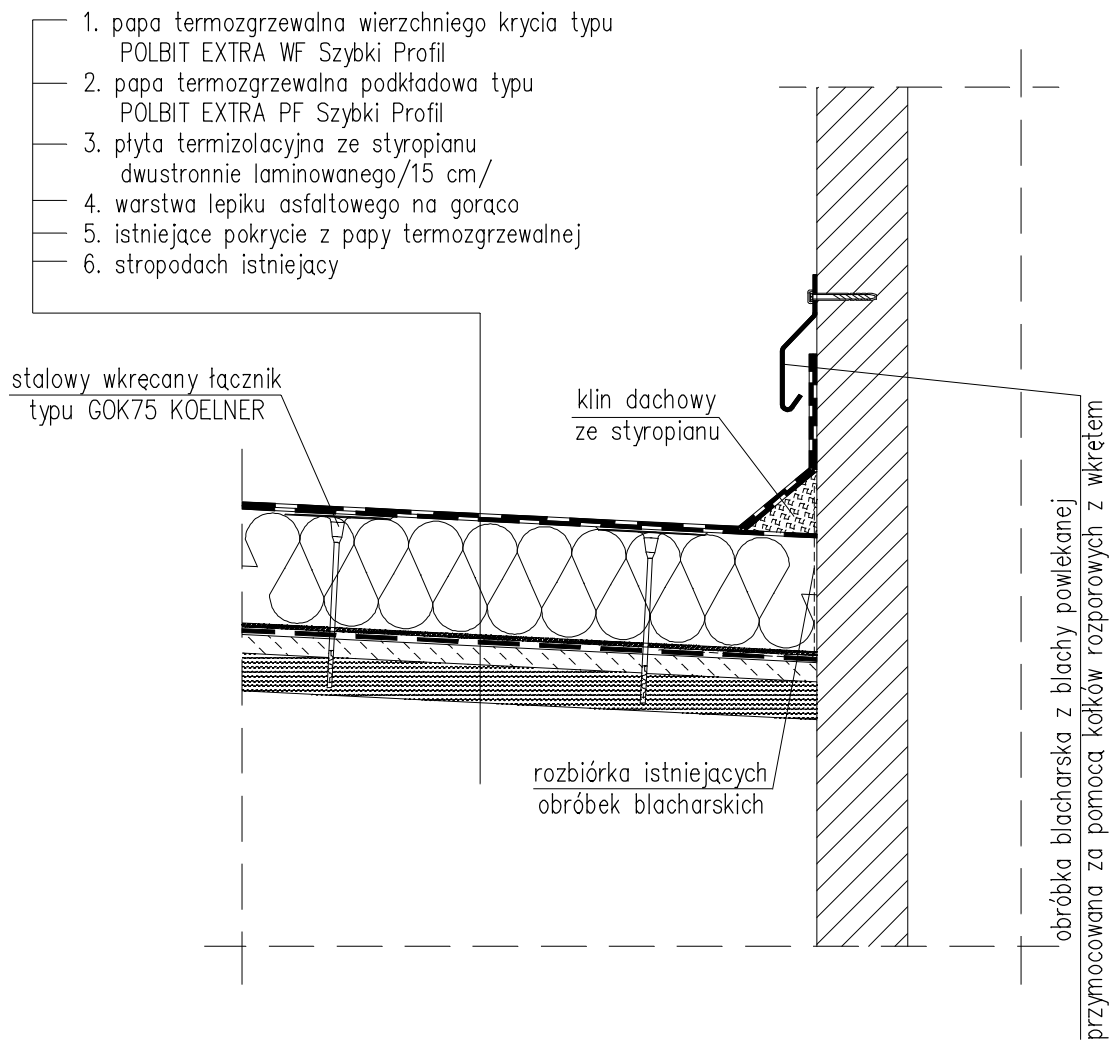 1. papa termozgrzewalna wierzchniego krycia typu
POLBIT EXTRA WF Szybki Profil
2. papa termozgrzewalna podkładowa typu
POLBIT EXTRA PF Szybki Profil
3. płyta termizolacyjna ze styropianu
dwustronnie laminowanego/15 cm/
4. warstwa lepiku asfaltowego na gorąco
5. istniejące pokrycie z papy termozgrzewalnej
6. stropodach istniejący
stalowy wkręcany łącznik
typu GOK75 KOELNER
klin dachowy
ze styropianu
rozbiórka istniejących
obróbek blacharskich
obróbka blacharska z blachy powlekanej
przymocowana za pomocą kołków rozporowych z wkrętem